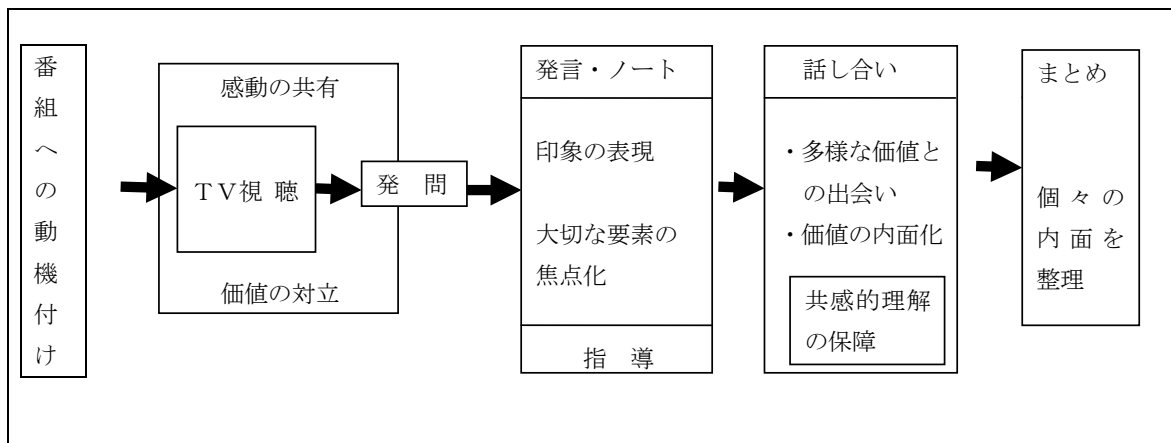 番組への動機付け
感動の共有
TV視 聴
価値の対立
発　問
発言・ノート
印象の表現
大切な要素の
焦点化
指　導
話し合い
・多様な価値と
の出会い
・価値の内面化
共感的理解
の保障
まとめ
個々の
内面を
整理